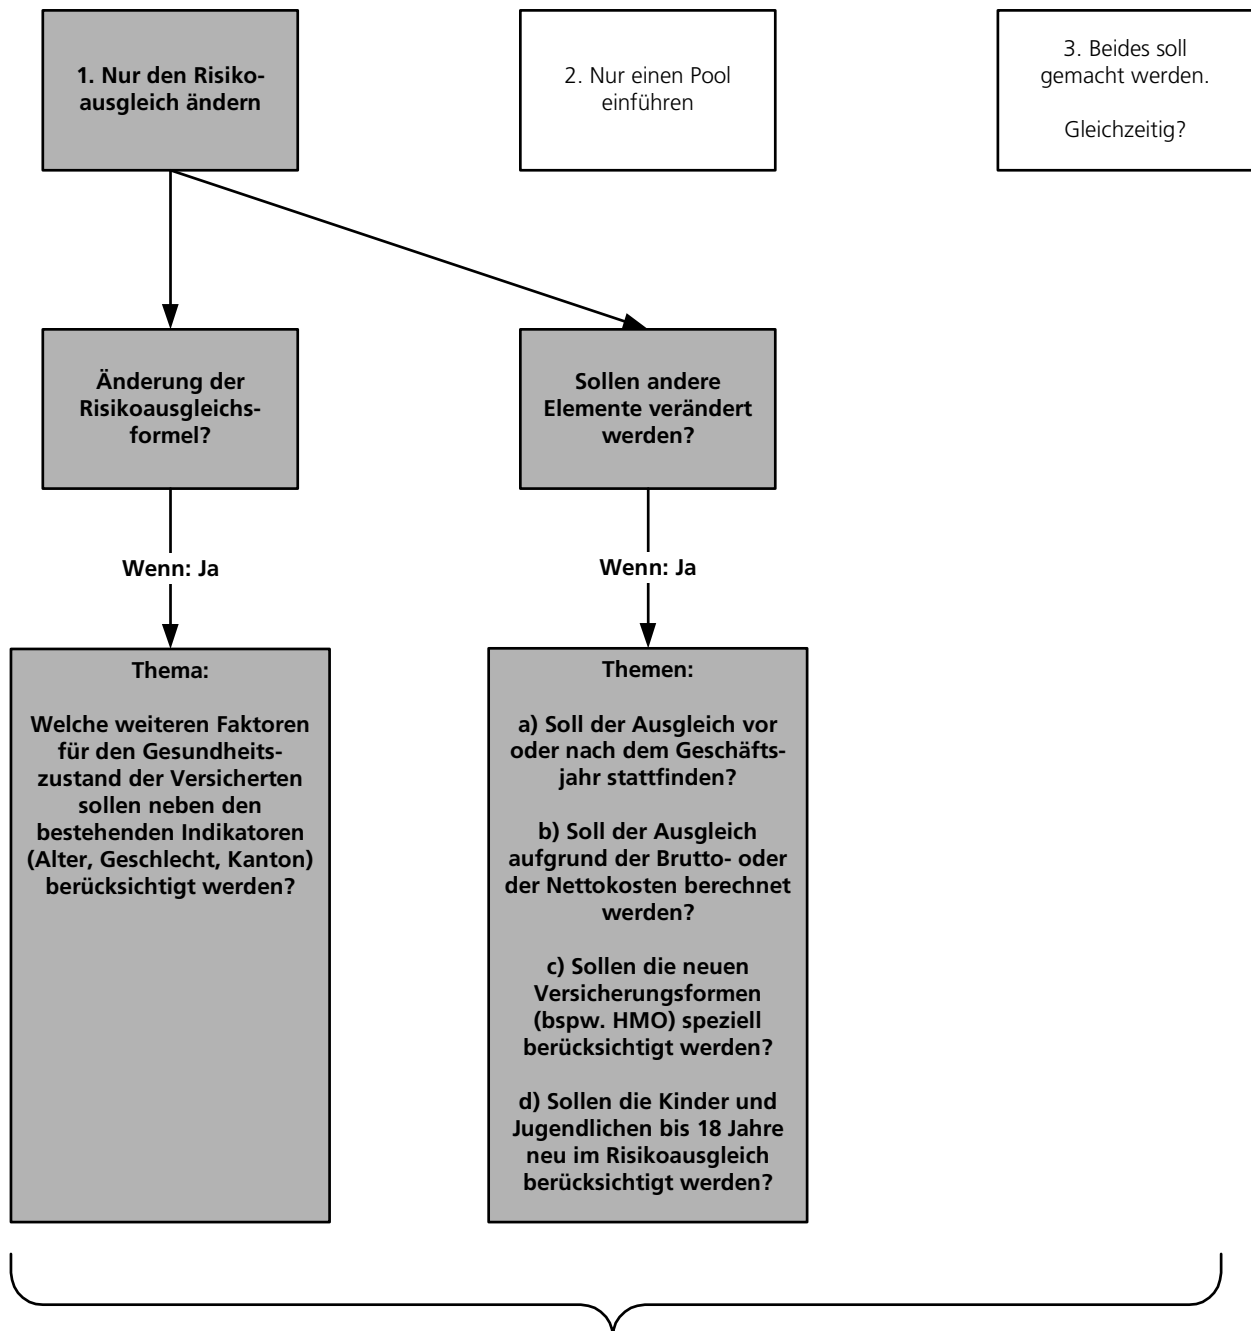 1. Nur den Risiko-
ausgleich ändern
2. Nur einen Pool
einführen
3. Beides soll
gemacht werden.
Gleichzeitig?
Änderung der
Risikoausgleichs-
formel?
Sollen andere
Elemente verändert
werden?
Wenn: Ja
Wenn: Ja
Thema:
Welche weiteren Faktoren
für den Gesundheits-
zustand der Versicherten
sollen neben den
bestehenden Indikatoren
(Alter, Geschlecht, Kanton)
berücksichtigt werden?
Themen:
a) Soll der Ausgleich vor
oder nach dem Geschäfts-
jahr stattfinden?
b) Soll der Ausgleich
aufgrund der Brutto- oder
der Nettokosten berechnet
werden?
c) Sollen die neuen
Versicherungsformen
(bspw. HMO) speziell
berücksichtigt werden?
d) Sollen die Kinder und
Jugendlichen bis 18 Jahre
neu im Risikoausgleich
berücksichtigt werden?